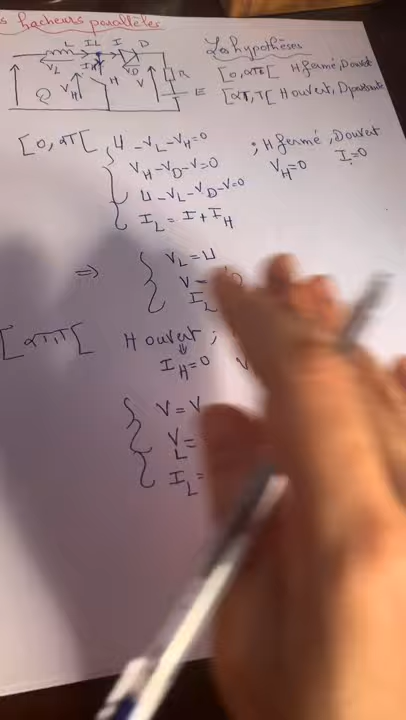 s hacheurs parallèles
Les hypothèses
L IL I D
VL IH VD R
VH H V E
[0, αT[ H fermé, D ouvert
[αT, T[ H ouvert, D passante
[0, αT[ , U - VL - VH = 0 ; H fermé, D ouvert
VH - VD - V = 0 VH = 0 I = 0
U - VL - VD - V = 0
IL = I + IH
⇒ VL = U
V =
IL
[αT, T[ H ouvert ;
IH = 0 V
V = V
VL =
IL =